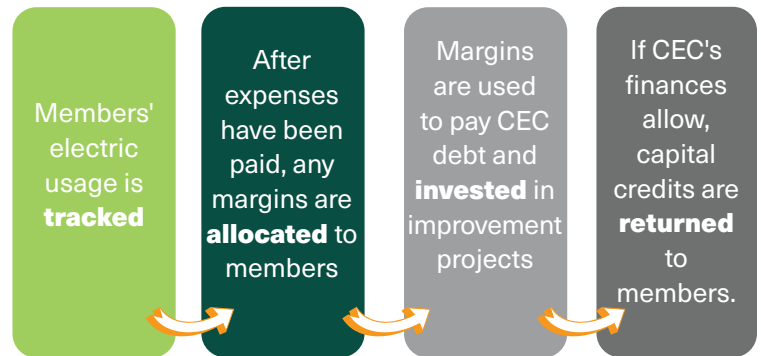 Members'
electric
usage is
tracked
After
expenses
have been
paid, any
margins are
allocated to
members
Margins
are used
to pay CEC
debt and
invested in
improvement
projects
If CEC's
finances
allow,
capital
credits are
returned
to
members.